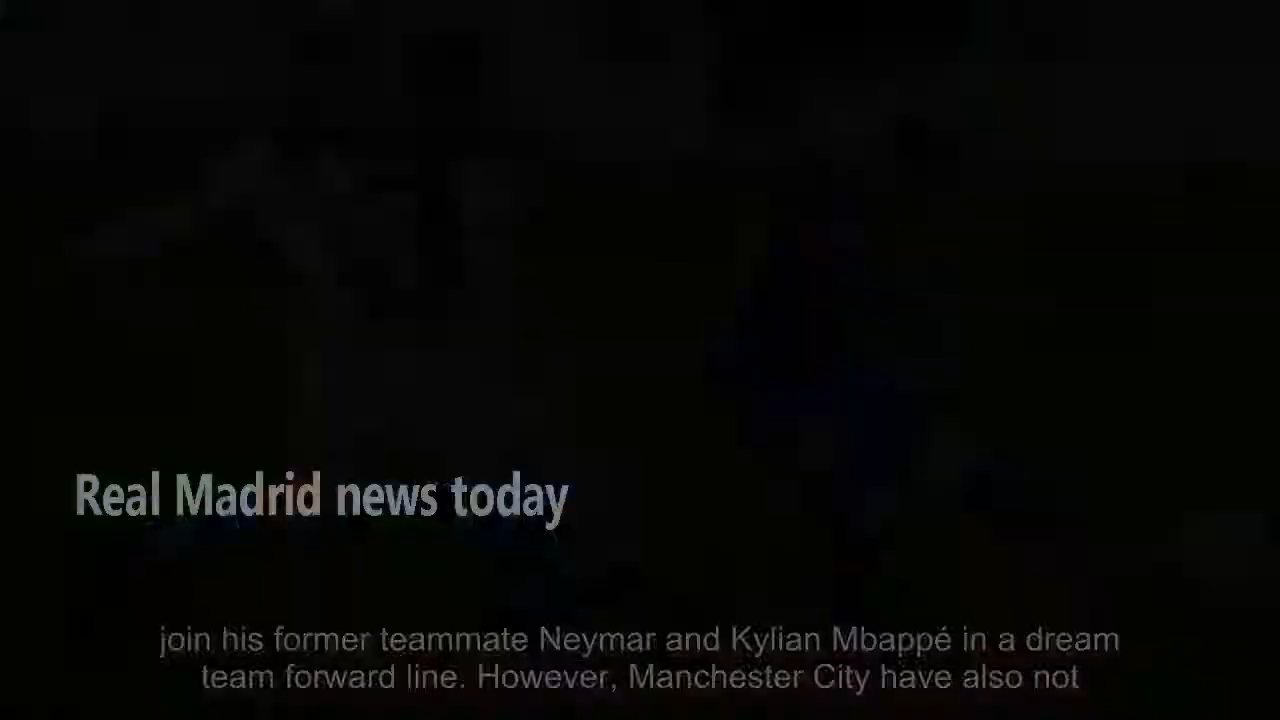 Real Madrid news today
join his former teammate Neymar and Kylian Mbappé in a dream
team forward line. However, Manchester City have also not